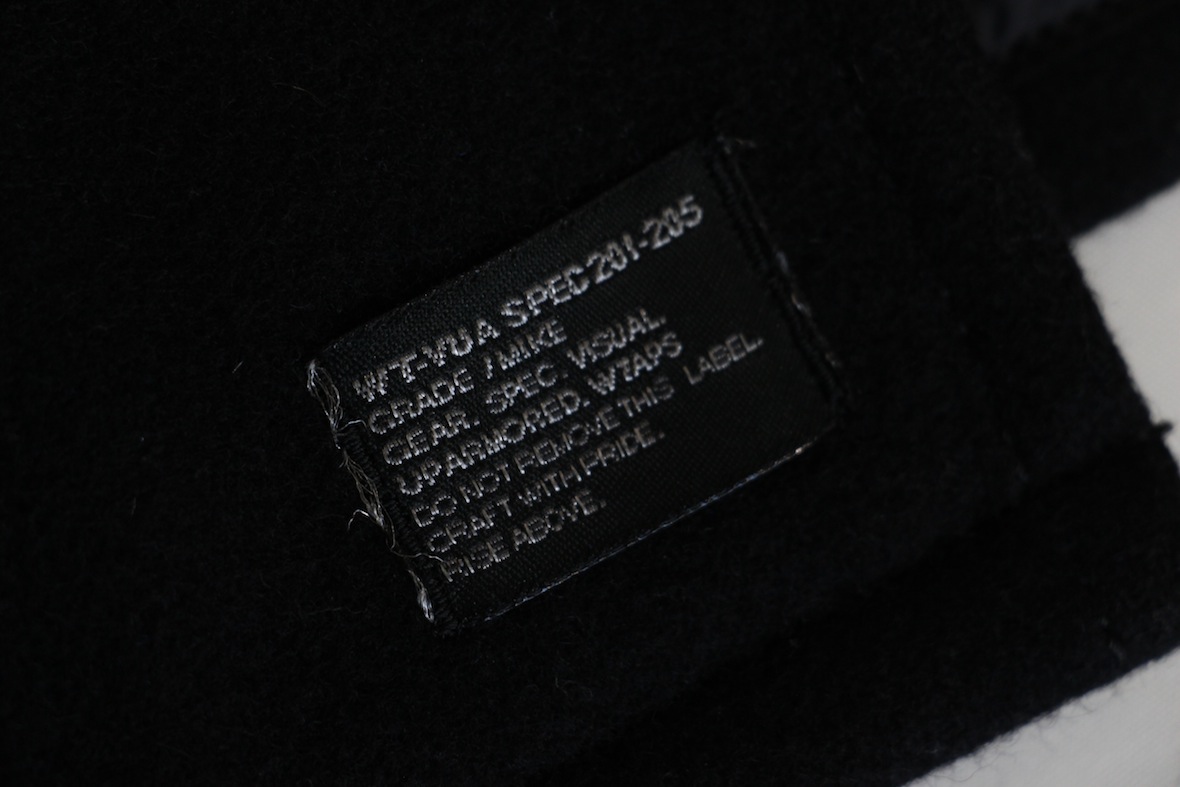 WT-VUA SPEC 201-205
GRADE /MIKE
GEAR. SPEC. VISUAL.
UPARMORED. WTAPS
DO NOT REMOVE THIS LABEL.
CRAFT WITH PRIDE.
RISE ABOVE.